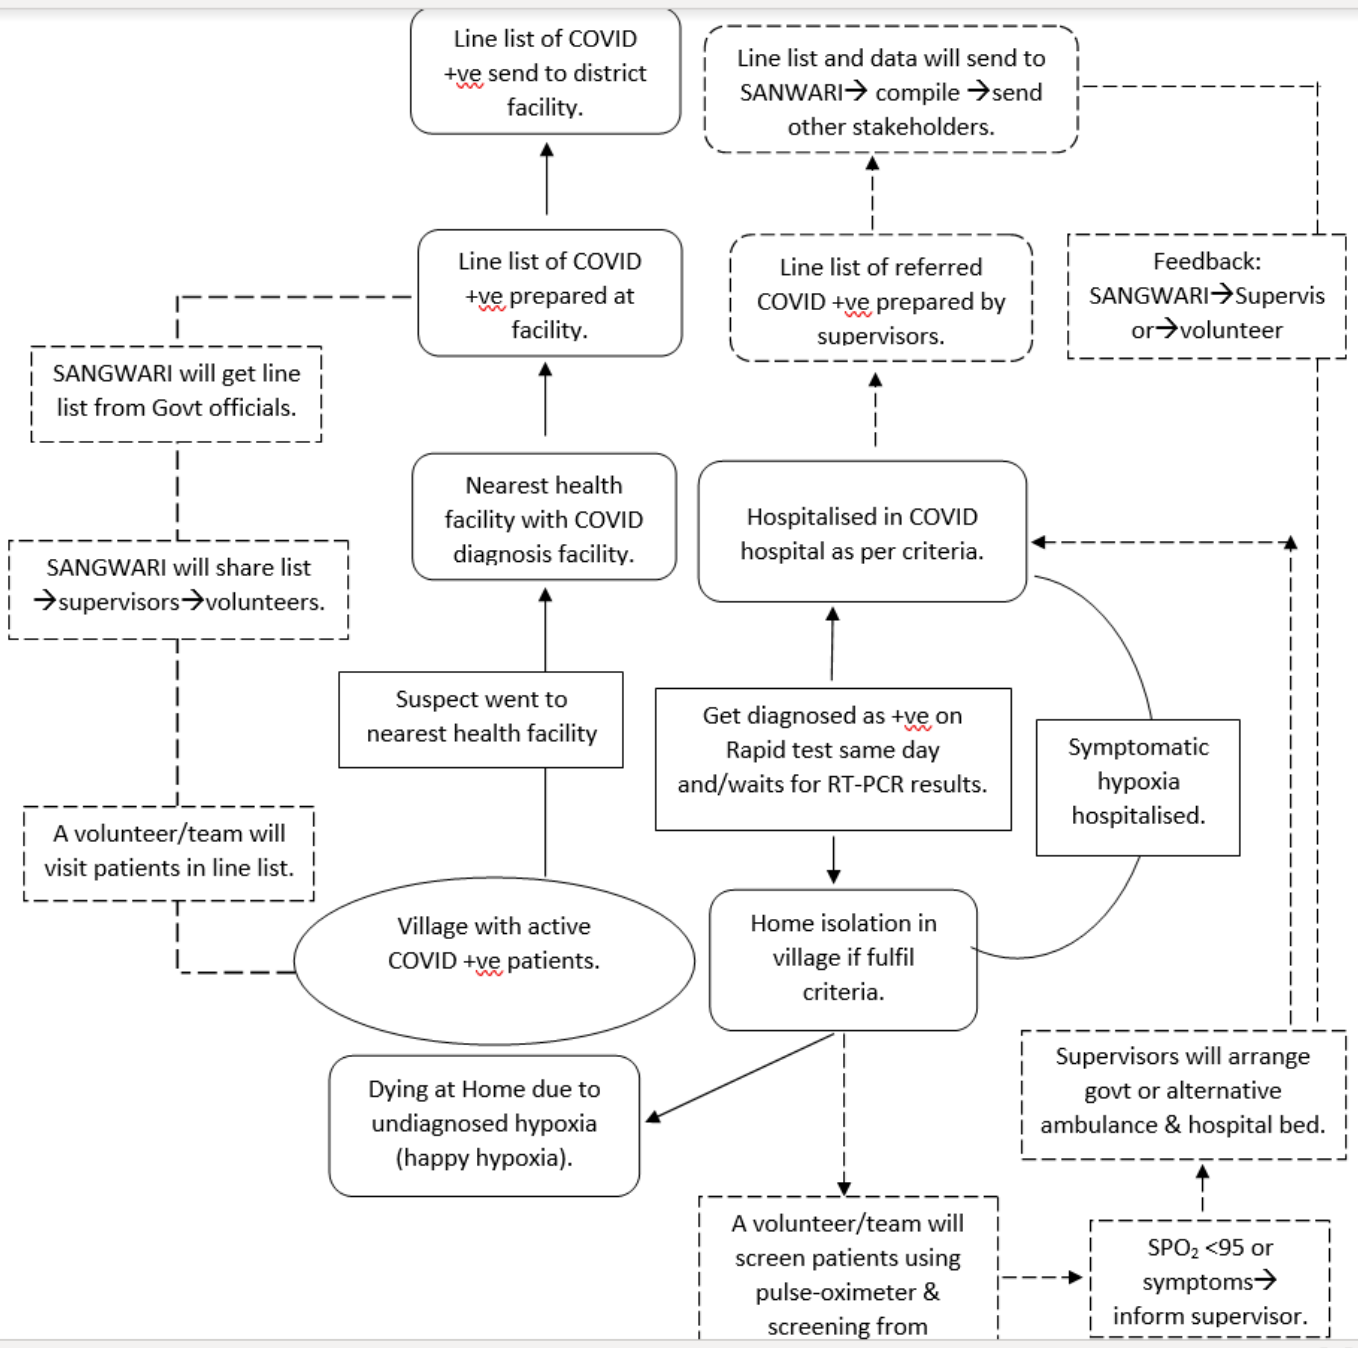 Line list of COVID
+ve send to district
facility.
Line list and data will send to
SANWARI→ compile →send
other stakeholders.
Line list of COVID
+ve prepared at
facility.
Line list of referred
COVID +ve prepared by
supervisors.
Feedback:
SANGWARI→Supervis
or→volunteer
SANGWARI will get line
list from Govt officials.
Nearest health
facility with COVID
diagnosis facility.
Hospitalised in COVID
hospital as per criteria.
SANGWARI will share list
→supervisors→volunteers.
Suspect went to
nearest health facility
Get diagnosed as +ve on
Rapid test same day
and/waits for RT-PCR results.
Symptomatic
hypoxia
hospitalised.
A volunteer/team will
visit patients in line list.
Village with active
COVID +ve patients.
Home isolation in
village if fulfil
criteria.
Dying at Home due to
undiagnosed hypoxia
(happy hypoxia).
Supervisors will arrange
govt or alternative
ambulance & hospital bed.
A volunteer/team will
screen patients using
pulse-oximeter &
screening from
SPO₂ <95 or
symptoms→
inform supervisor.